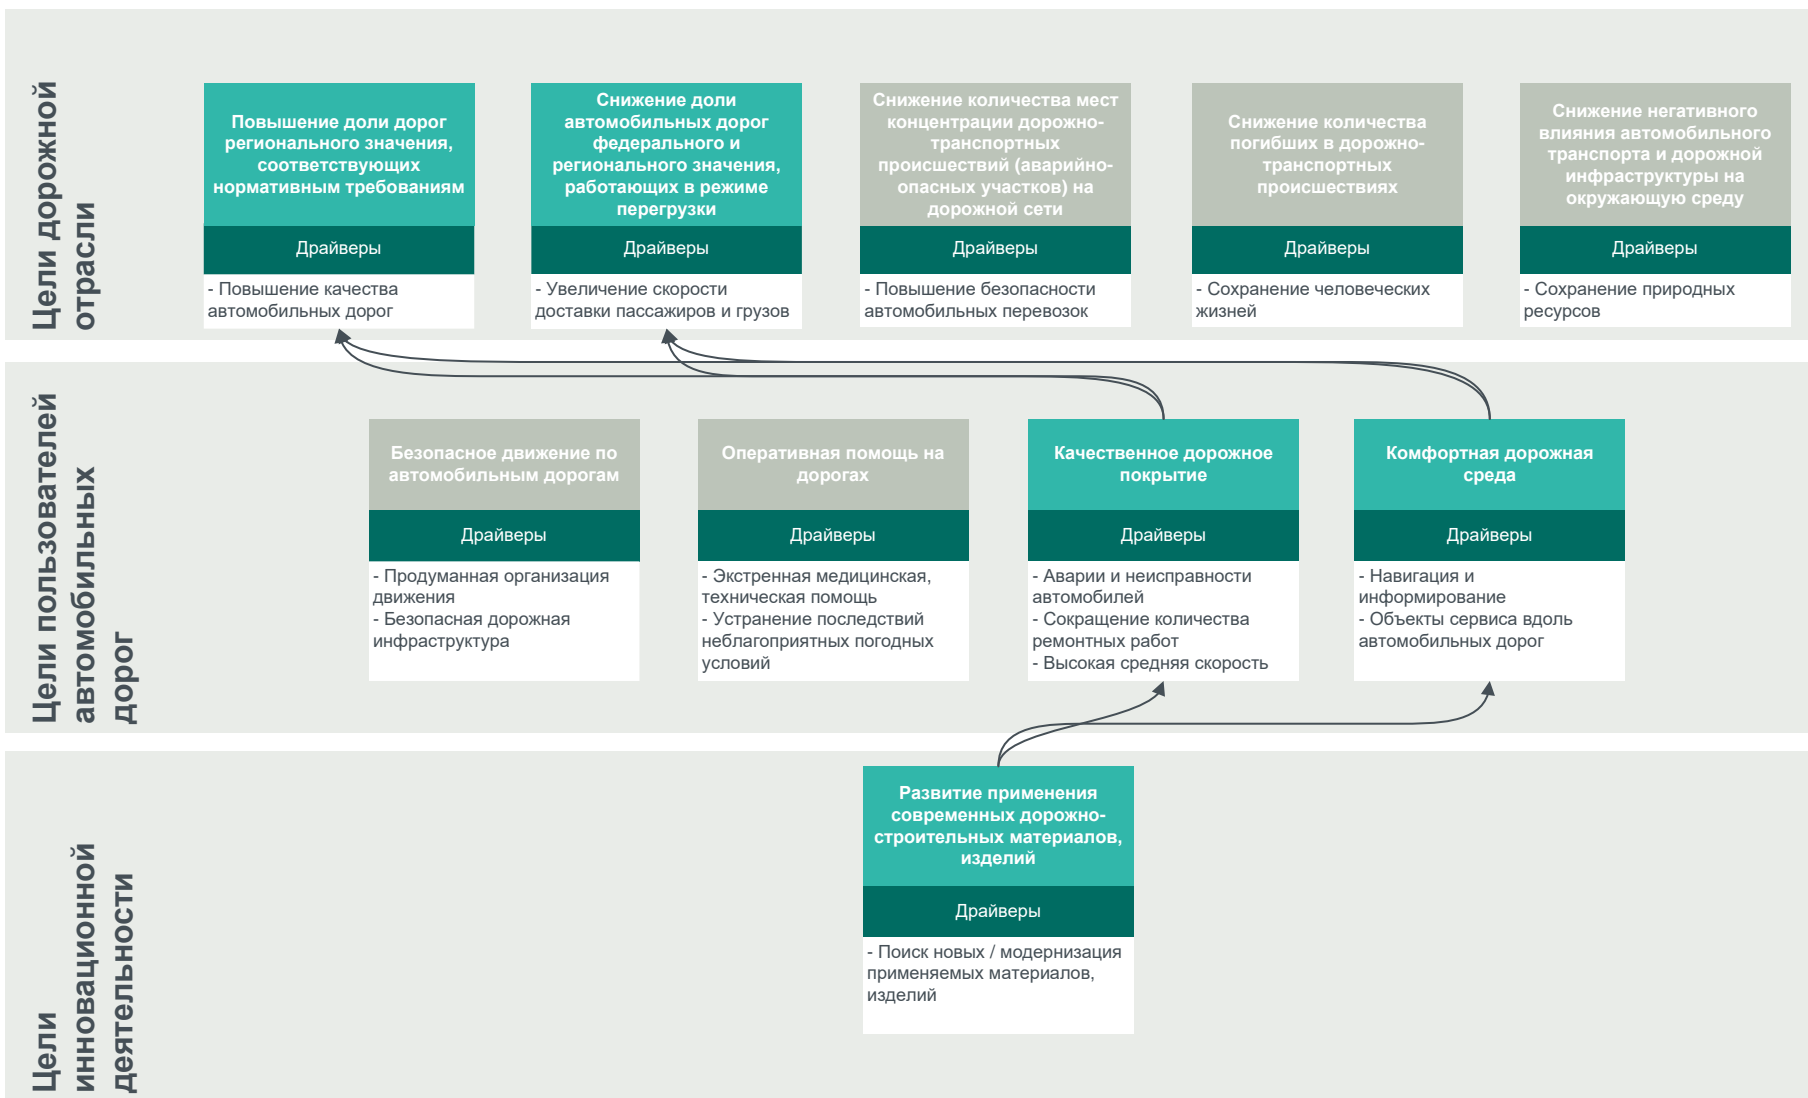 Цели дорожной
отрасли
Повышение доли дорог
регионального значения,
соответствующих
нормативным требованиям
Драйверы
- Повышение качества
автомобильных дорог
Снижение доли
автомобильных дорог
федерального и
регионального значения,
работающих в режиме
перегрузки
Драйверы
- Увеличение скорости
доставки пассажиров и грузов
Снижение количества мест
концентрации дорожно-
транспортных
происшествий (аварийно-
опасных участков) на
дорожной сети
Драйверы
- Повышение безопасности
автомобильных перевозок
Снижение количества
погибших в дорожно-
транспортных
происшествиях
Драйверы
- Сохранение человеческих
жизней
Снижение негативного
влияния автомобильного
транспорта и дорожной
инфраструктуры на
окружающую среду
Драйверы
- Сохранение природных
ресурсов
Цели пользователей
автомобильных
дорог
Безопасное движение по
автомобильным дорогам
Драйверы
- Продуманная организация
движения
- Безопасная дорожная
инфраструктура
Оперативная помощь на
дорогах
Драйверы
- Экстренная медицинская,
техническая помощь
- Устранение последствий
неблагоприятных погодных
условий
Качественное дорожное
покрытие
Драйверы
- Аварии и неисправности
автомобилей
- Сокращение количества
ремонтных работ
- Высокая средняя скорость
Комфортная дорожная
среда
Драйверы
- Навигация и
информирование
- Объекты сервиса вдоль
автомобильных дорог
Цели
инновационной
деятельности
Развитие применения
современных дорожно-
строительных материалов,
изделий
Драйверы
- Поиск новых / модернизация
применяемых материалов,
изделий